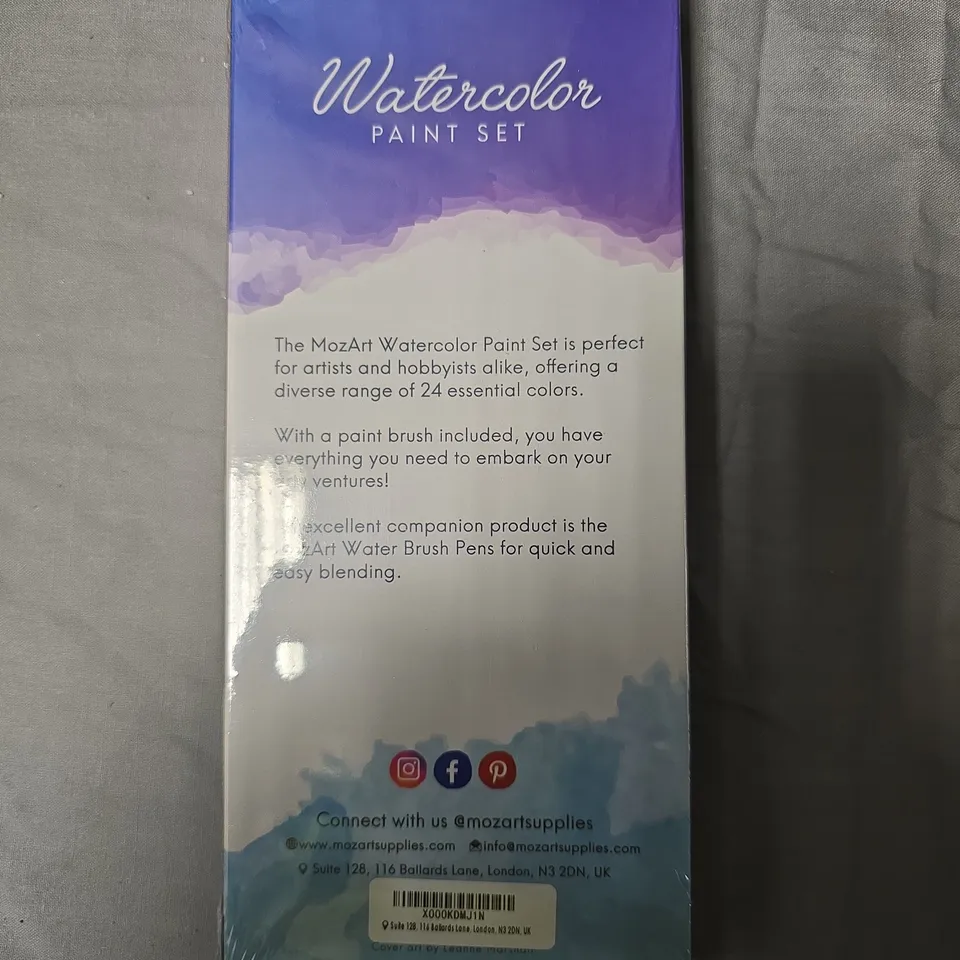 Watercolor
PAINT SET
The MozArt Watercolor Paint Set is perfect
for artists and hobbyists alike, offering a
diverse range of 24 essential colors.
With a paint brush included, you have
everything you need to embark on your
ventures!
excellent companion product is the
MozArt Water Brush Pens for quick and
easy blending.
Connect with us @mozartsupplies
www.mozartsupplies.com info@mozartsupplies.com
Suite 128, 116 Ballards Lane, London, N3 2DN, UK
X000KDMJ1N
Suite 128, 116 Ballards Lane, London, N3 2DN, UK
Cover art by Leanne